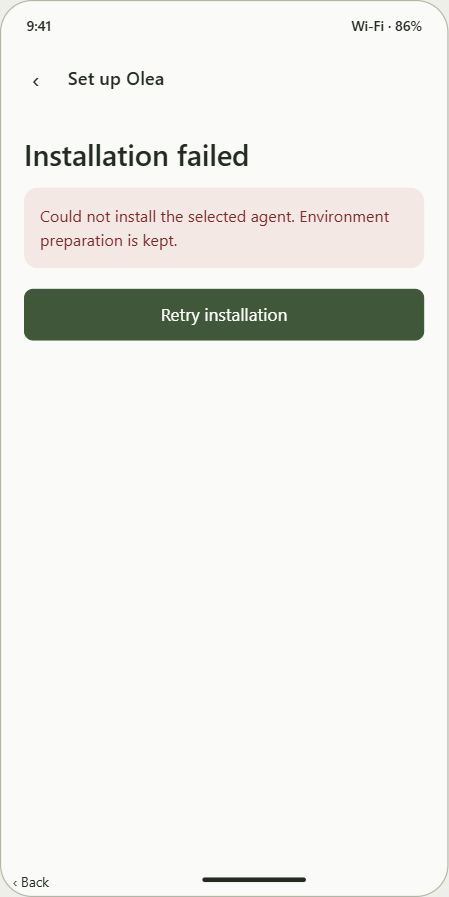 9:41
Wi-Fi · 86%
‹ Set up Olea
Installation failed
Could not install the selected agent. Environment
preparation is kept.
Retry installation
‹ Back